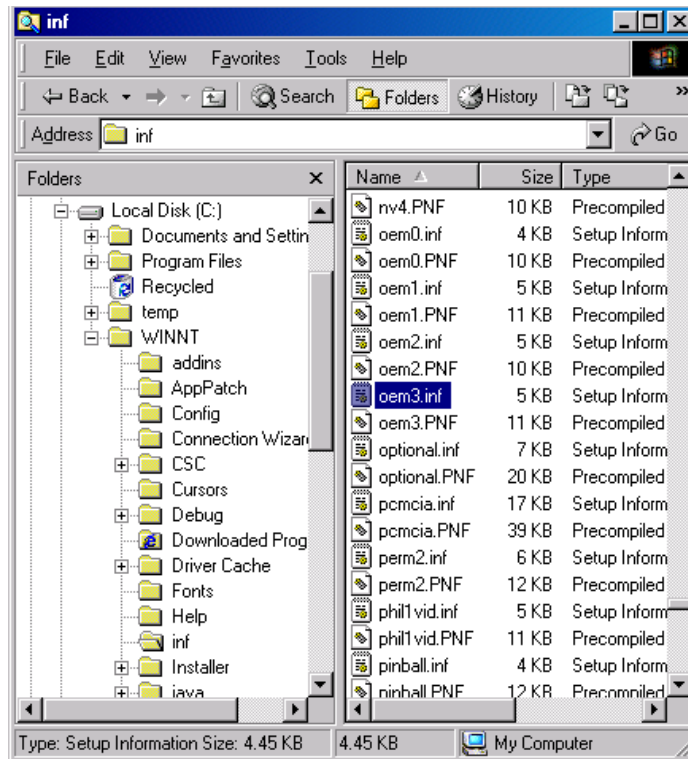 inf
File Edit View Favorites Tools Help
Back Search Folders History »
Address inf Go
Folders x
Local Disk (C:)
Documents and Settin
Program Files
Recycled
temp
WINNT
addins
AppPatch
Config
Connection Wizar
CSC
Cursors
Debug
Downloaded Prog
Driver Cache
Fonts
Help
inf
Installer
java
Name Size Type
nv4.PNF 10 KB Precompiled
oem0.inf 4 KB Setup Inform
oem0.PNF 10 KB Precompiled
oem1.inf 5 KB Setup Inform
oem1.PNF 11 KB Precompiled
oem2.inf 5 KB Setup Inform
oem2.PNF 10 KB Precompiled
oem3.inf 5 KB Setup Inform
oem3.PNF 11 KB Precompiled
optional.inf 7 KB Setup Inform
optional.PNF 20 KB Precompiled
pcmcia.inf 17 KB Setup Inform
pcmcia.PNF 39 KB Precompiled
perm2.inf 6 KB Setup Inform
perm2.PNF 12 KB Precompiled
phil1vid.inf 5 KB Setup Inform
phil1vid.PNF 11 KB Precompiled
pinball.inf 4 KB Setup Inform
pinball.PNF 12 KB Precompiled
Type: Setup Information Size: 4.45 KB 4.45 KB My Computer